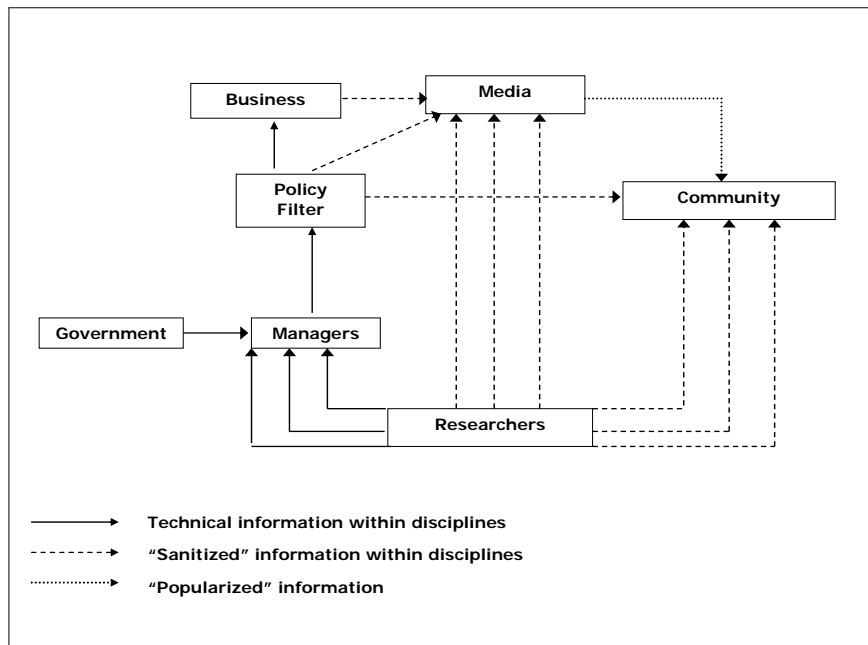 Business
Media
Policy
Filter
Community
Government
Managers
Researchers
Technical information within disciplines
“Sanitized” information within disciplines
“Popularized” information